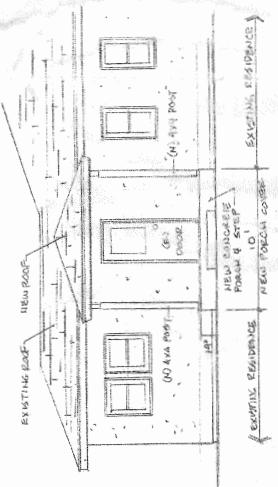 EXISTING ROOF
NEW ROOF
(N) 4X4 POST
(E) DOOR
(N) 4X4 POST
NEW CONCRETE
PORCH STEP
10'
NEW PORCH COVER
EXISTING RESIDENCE
EXISTING RESIDENCE